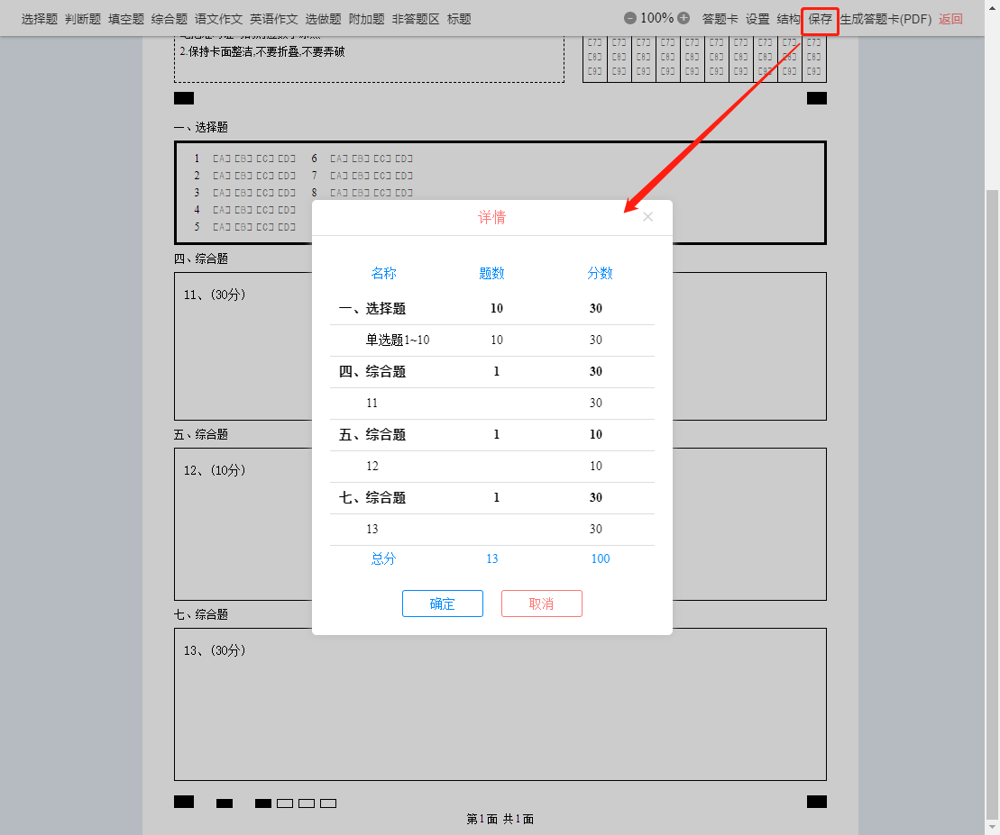 选择题 判断题 填空题 综合题 语文作文 英语作文 选做题 附加题 非答题区 标题 100% 答题卡 设置 结构 保存 生成答题卡(PDF) 返回
2.保持卡面整洁,不要折叠,不要弄破
[7] [7] [7] [7] [7] [7] [7] [7] [7] [7]
[8] [8] [8] [8] [8] [8] [8] [8] [8] [8]
[9] [9] [9] [9] [9] [9] [9] [9] [9] [9]
一、选择题
1 [A] [B] [C] [D] 6 [A] [B] [C] [D]
2 [A] [B] [C] [D] 7 [A] [B] [C] [D]
3 [A] [B] [C] [D] 8 [A] [B] [C] [D]
4 [A] [B] [C] [D]
5 [A] [B] [C] [D]
四、综合题
11、(30分)
五、综合题
12、(10分)
七、综合题
13、(30分)
第1面 共1面
详情
名称 题数 分数
一、选择题 10 30
单选题1~10 10 30
四、综合题 1 30
11 30
五、综合题 1 10
12 10
七、综合题 1 30
13 30
总分 13 100
确定 取消